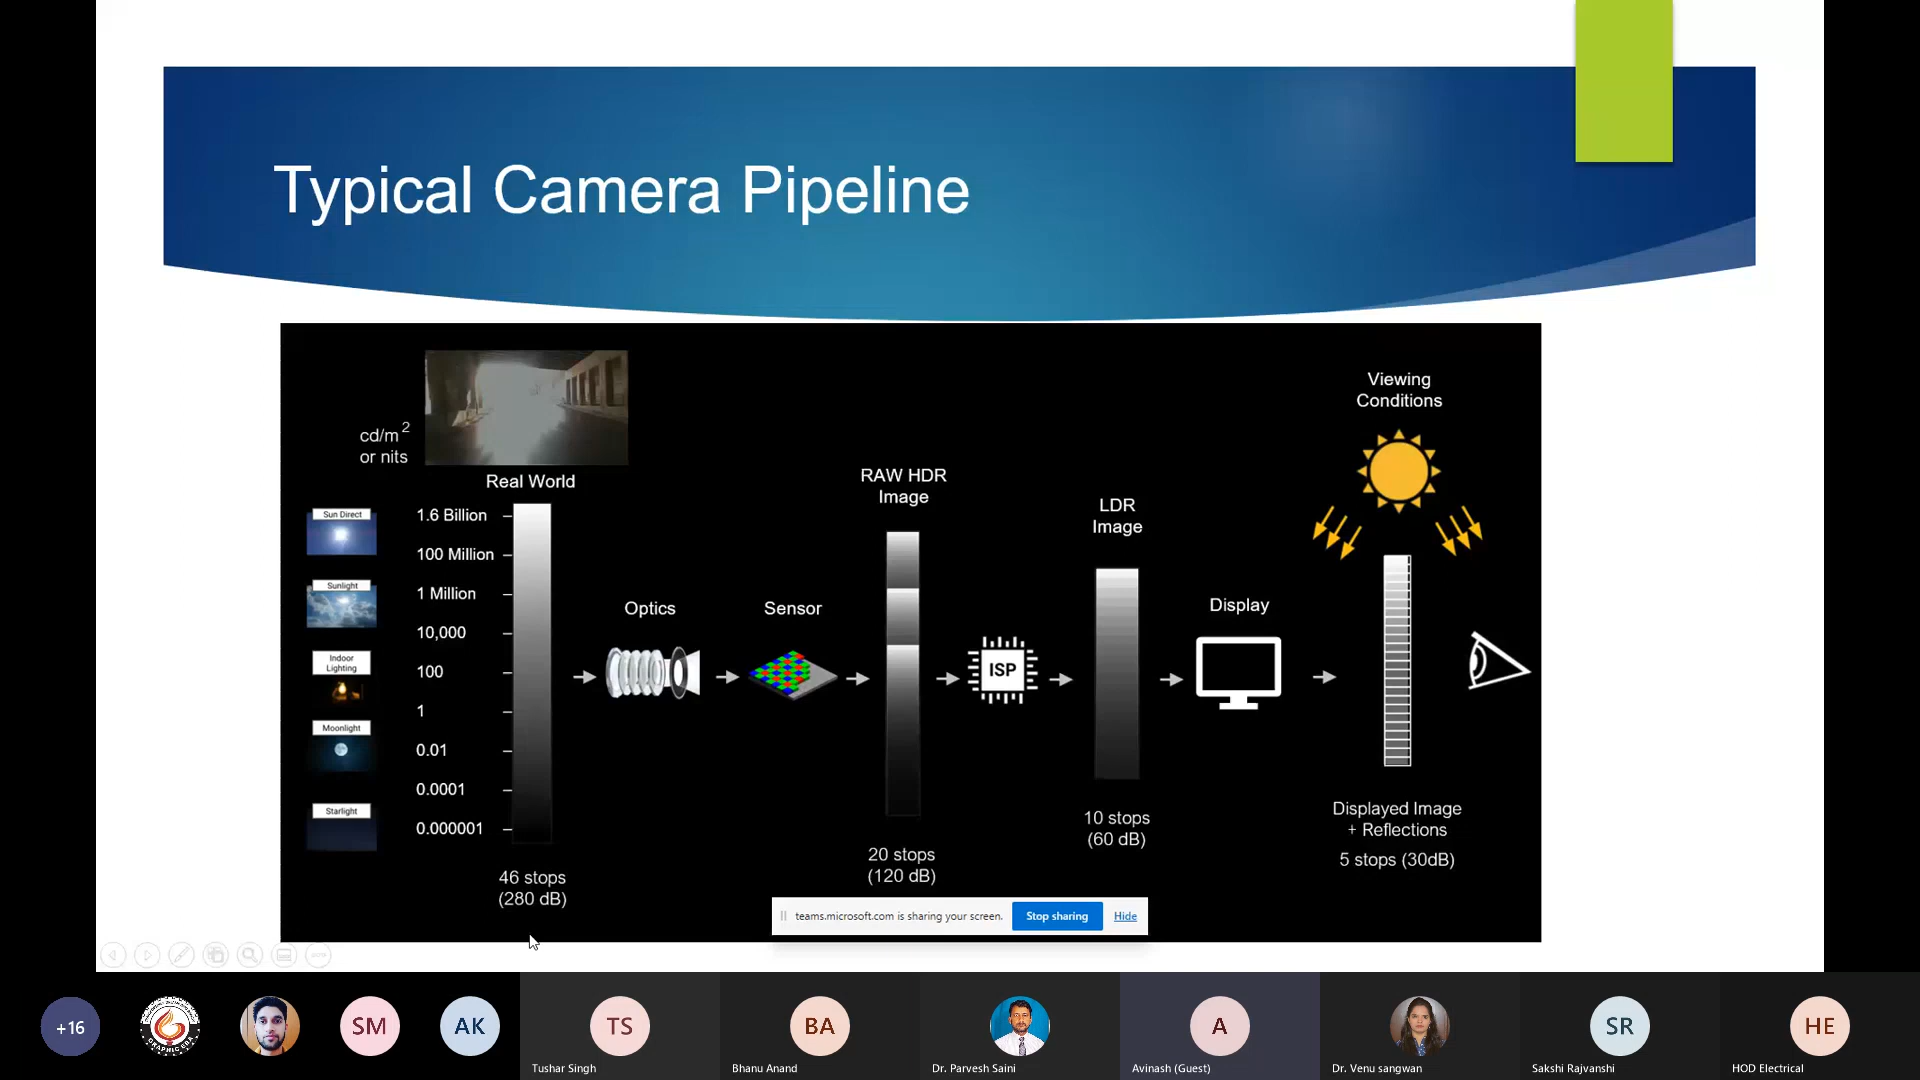 Typical Camera Pipeline
cd/m2
or nits
Real World
Sun Direct
Sunlight
Indoor
Lighting
Moonlight
Starlight
1.6 Billion
100 Million
1 Million
10,000
100
1
0.01
0.0001
0.000001
46 stops
(280 dB)
Optics
Sensor
RAW HDR
Image
20 stops
(120 dB)
ISP
LDR
Image
10 stops
(60 dB)
Display
Viewing
Conditions
Displayed Image
+ Reflections
5 stops (30dB)
teams.microsoft.com is sharing your screen.
Stop sharing
Hide
+16
GRAPHIC ERA
SM
AK
TS
Tushar Singh
BA
Bhanu Anand
Dr. Parvesh Saini
A
Avinash (Guest)
Dr. Venu sangwan
SR
Sakshi Rajvanshi
HE
HOD Electrical